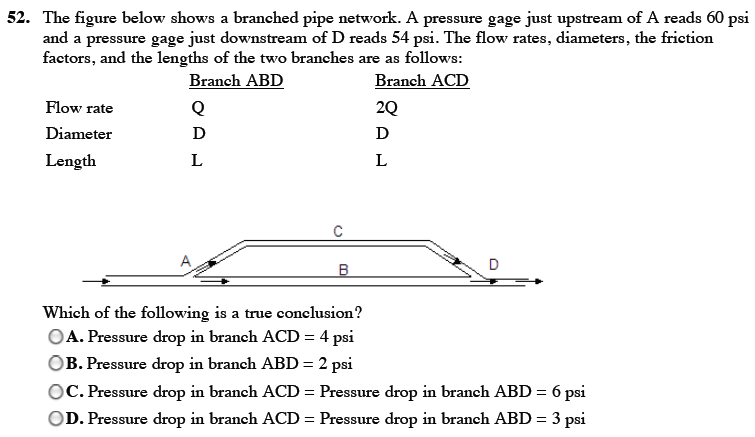 52. The figure below shows a branched pipe network. A pressure gage just upstream of A reads 60 psi
and a pressure gage just downstream of D reads 54 psi. The flow rates, diameters, the friction
factors, and the lengths of the two branches are as follows:
Branch ABD Branch ACD
Flow rate Q 2Q
Diameter D D
Length L L
C
A
D
B
Which of the following is a true conclusion?
A. Pressure drop in branch ACD = 4 psi
B. Pressure drop in branch ABD = 2 psi
C. Pressure drop in branch ACD = Pressure drop in branch ABD = 6 psi
D. Pressure drop in branch ACD = Pressure drop in branch ABD = 3 psi